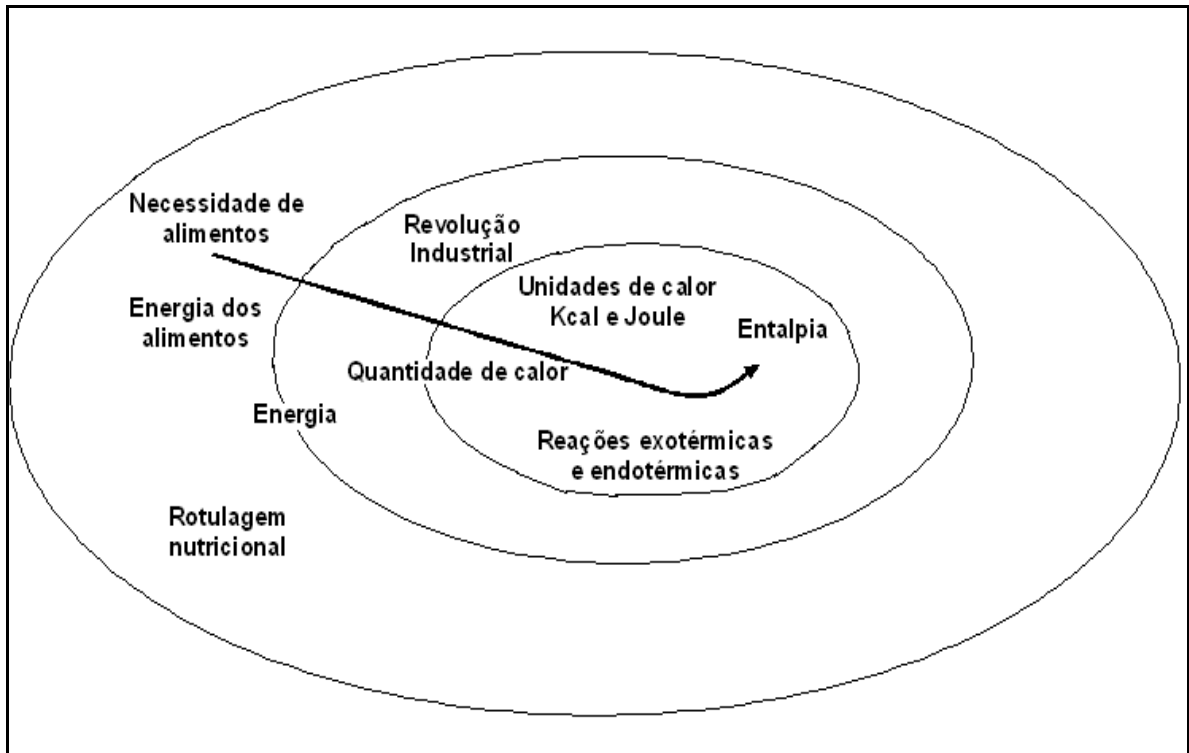 Necessidade de
alimentos
Revolução
Industrial
Unidades de calor
Kcal e Joule
Entalpia
Energia dos
alimentos
Quantidade de calor
Energia
Reações exotérmicas
e endotérmicas
Rotulagem
nutricional